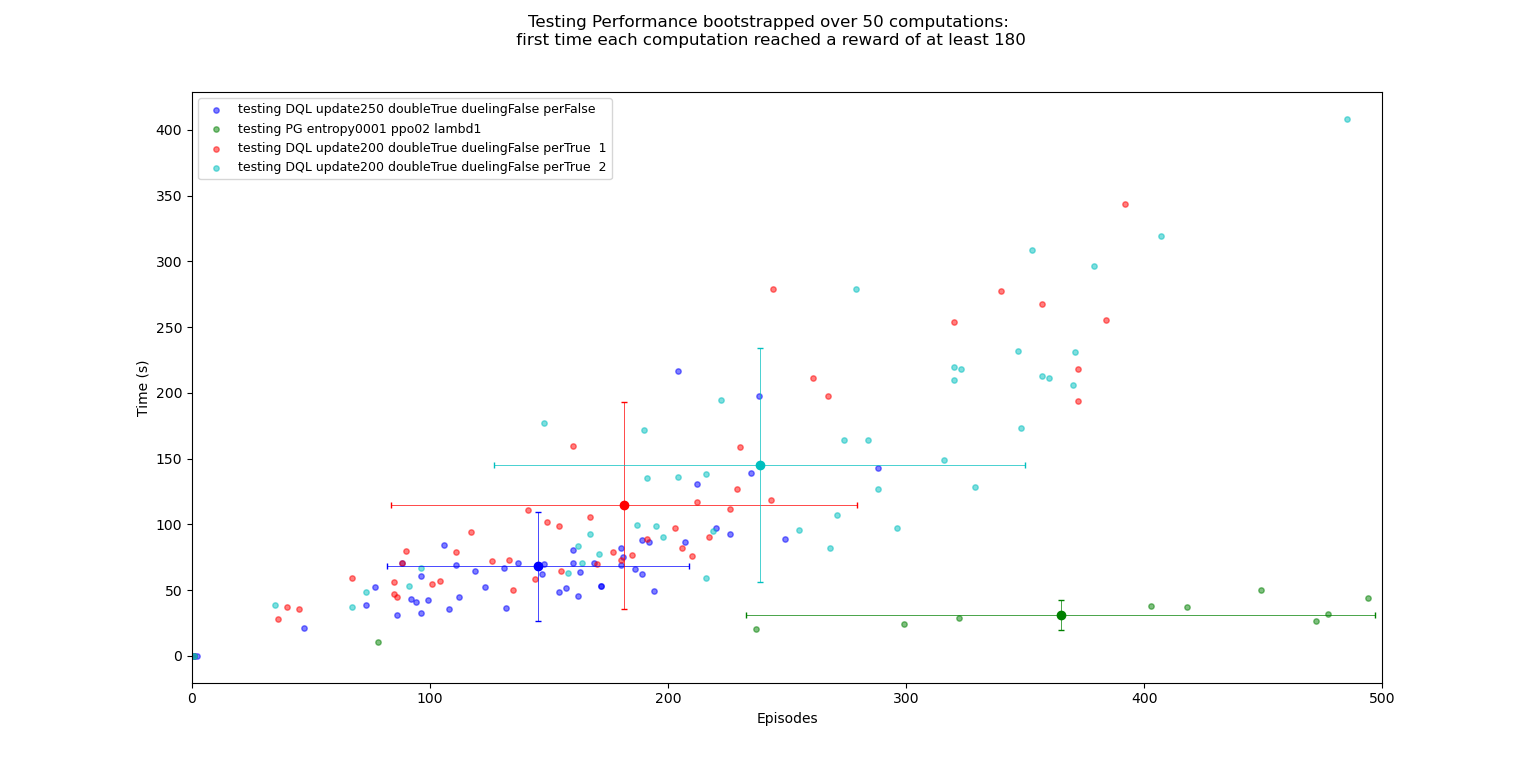 Testing Performance bootstrapped over 50 computations:
first time each computation reached a reward of at least 180
testing DQL update250 doubleTrue duelingFalse perFalse
testing PG entropy0001 ppo02 lambd1
testing DQL update200 doubleTrue duelingFalse perTrue 1
testing DQL update200 doubleTrue duelingFalse perTrue 2
400
350
300
250
200
150
100
50
0
Time (s)
0 100 200 300 400 500
Episodes